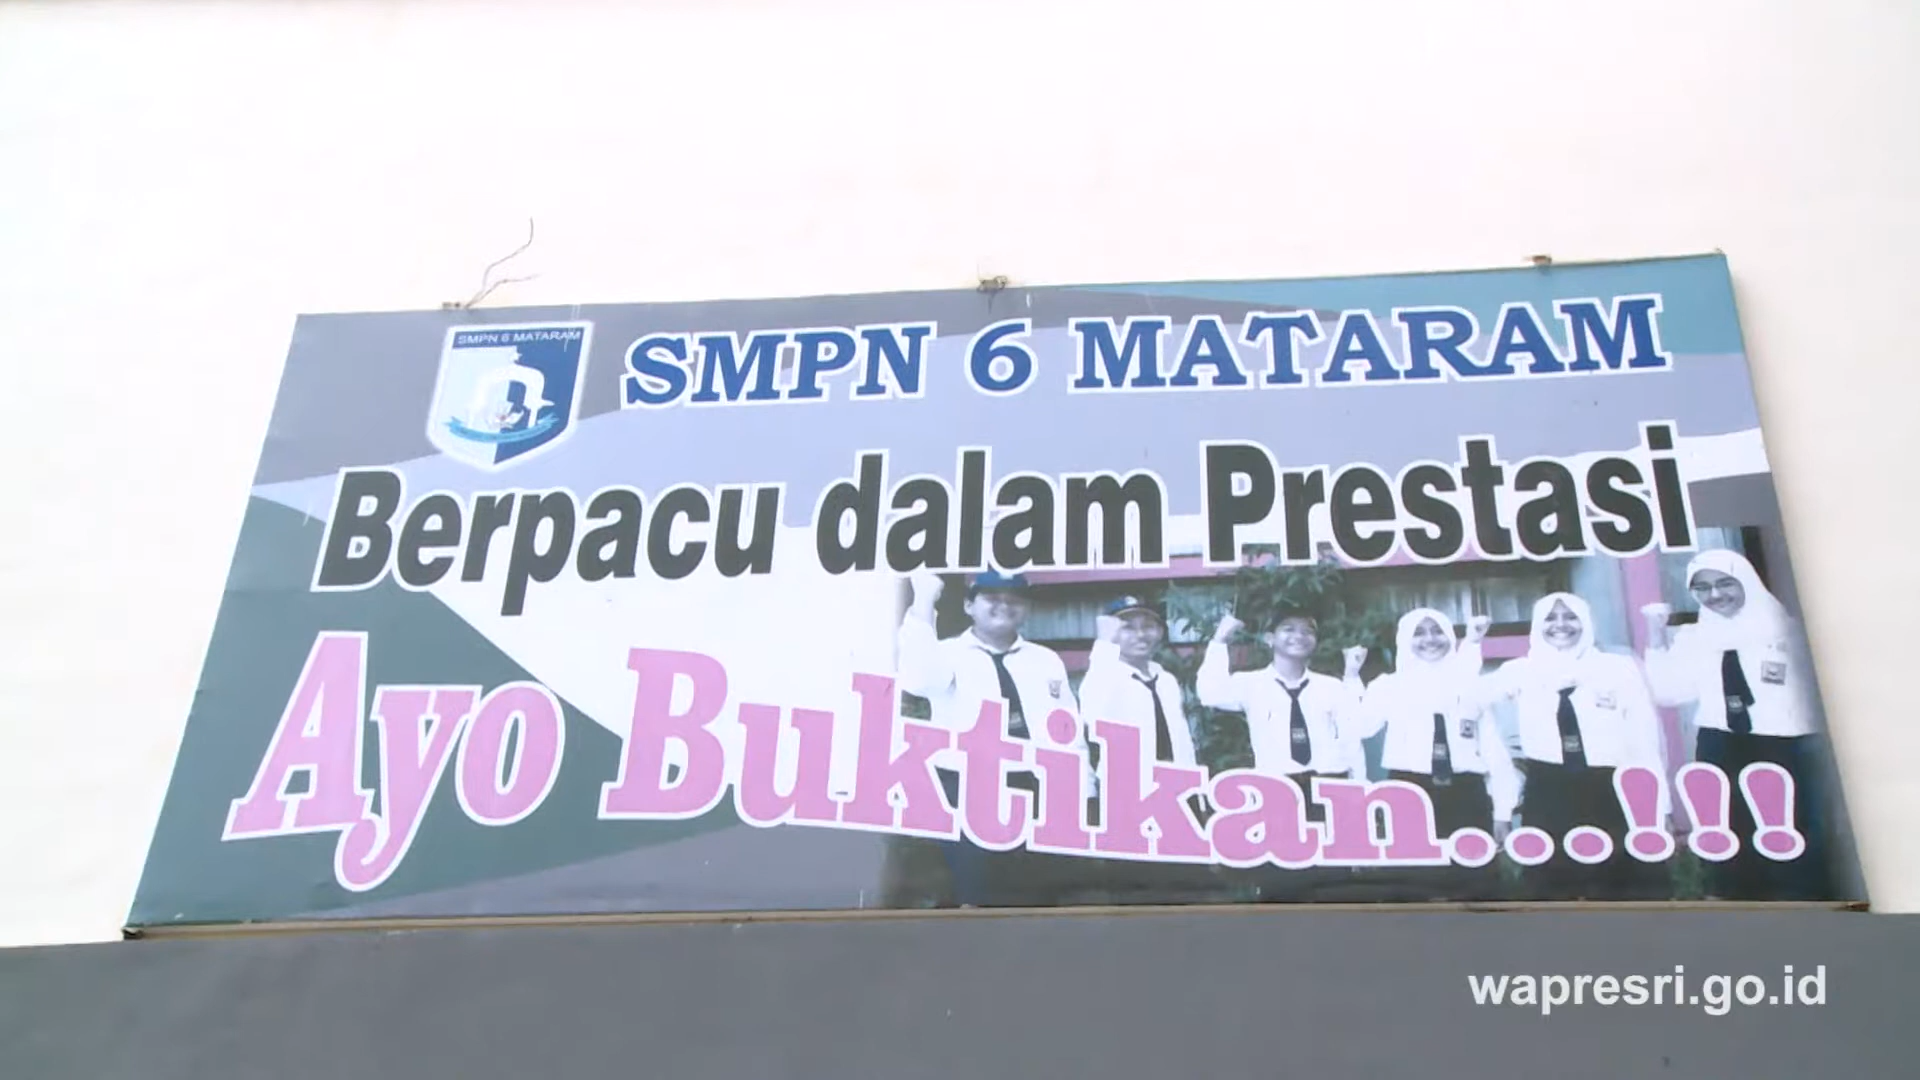 SMPN 6 MATARAM
SMPN 6 MATARAM
Berpacu dalam Prestasi
Ayo Buktikan...!!!
wapresri.go.id